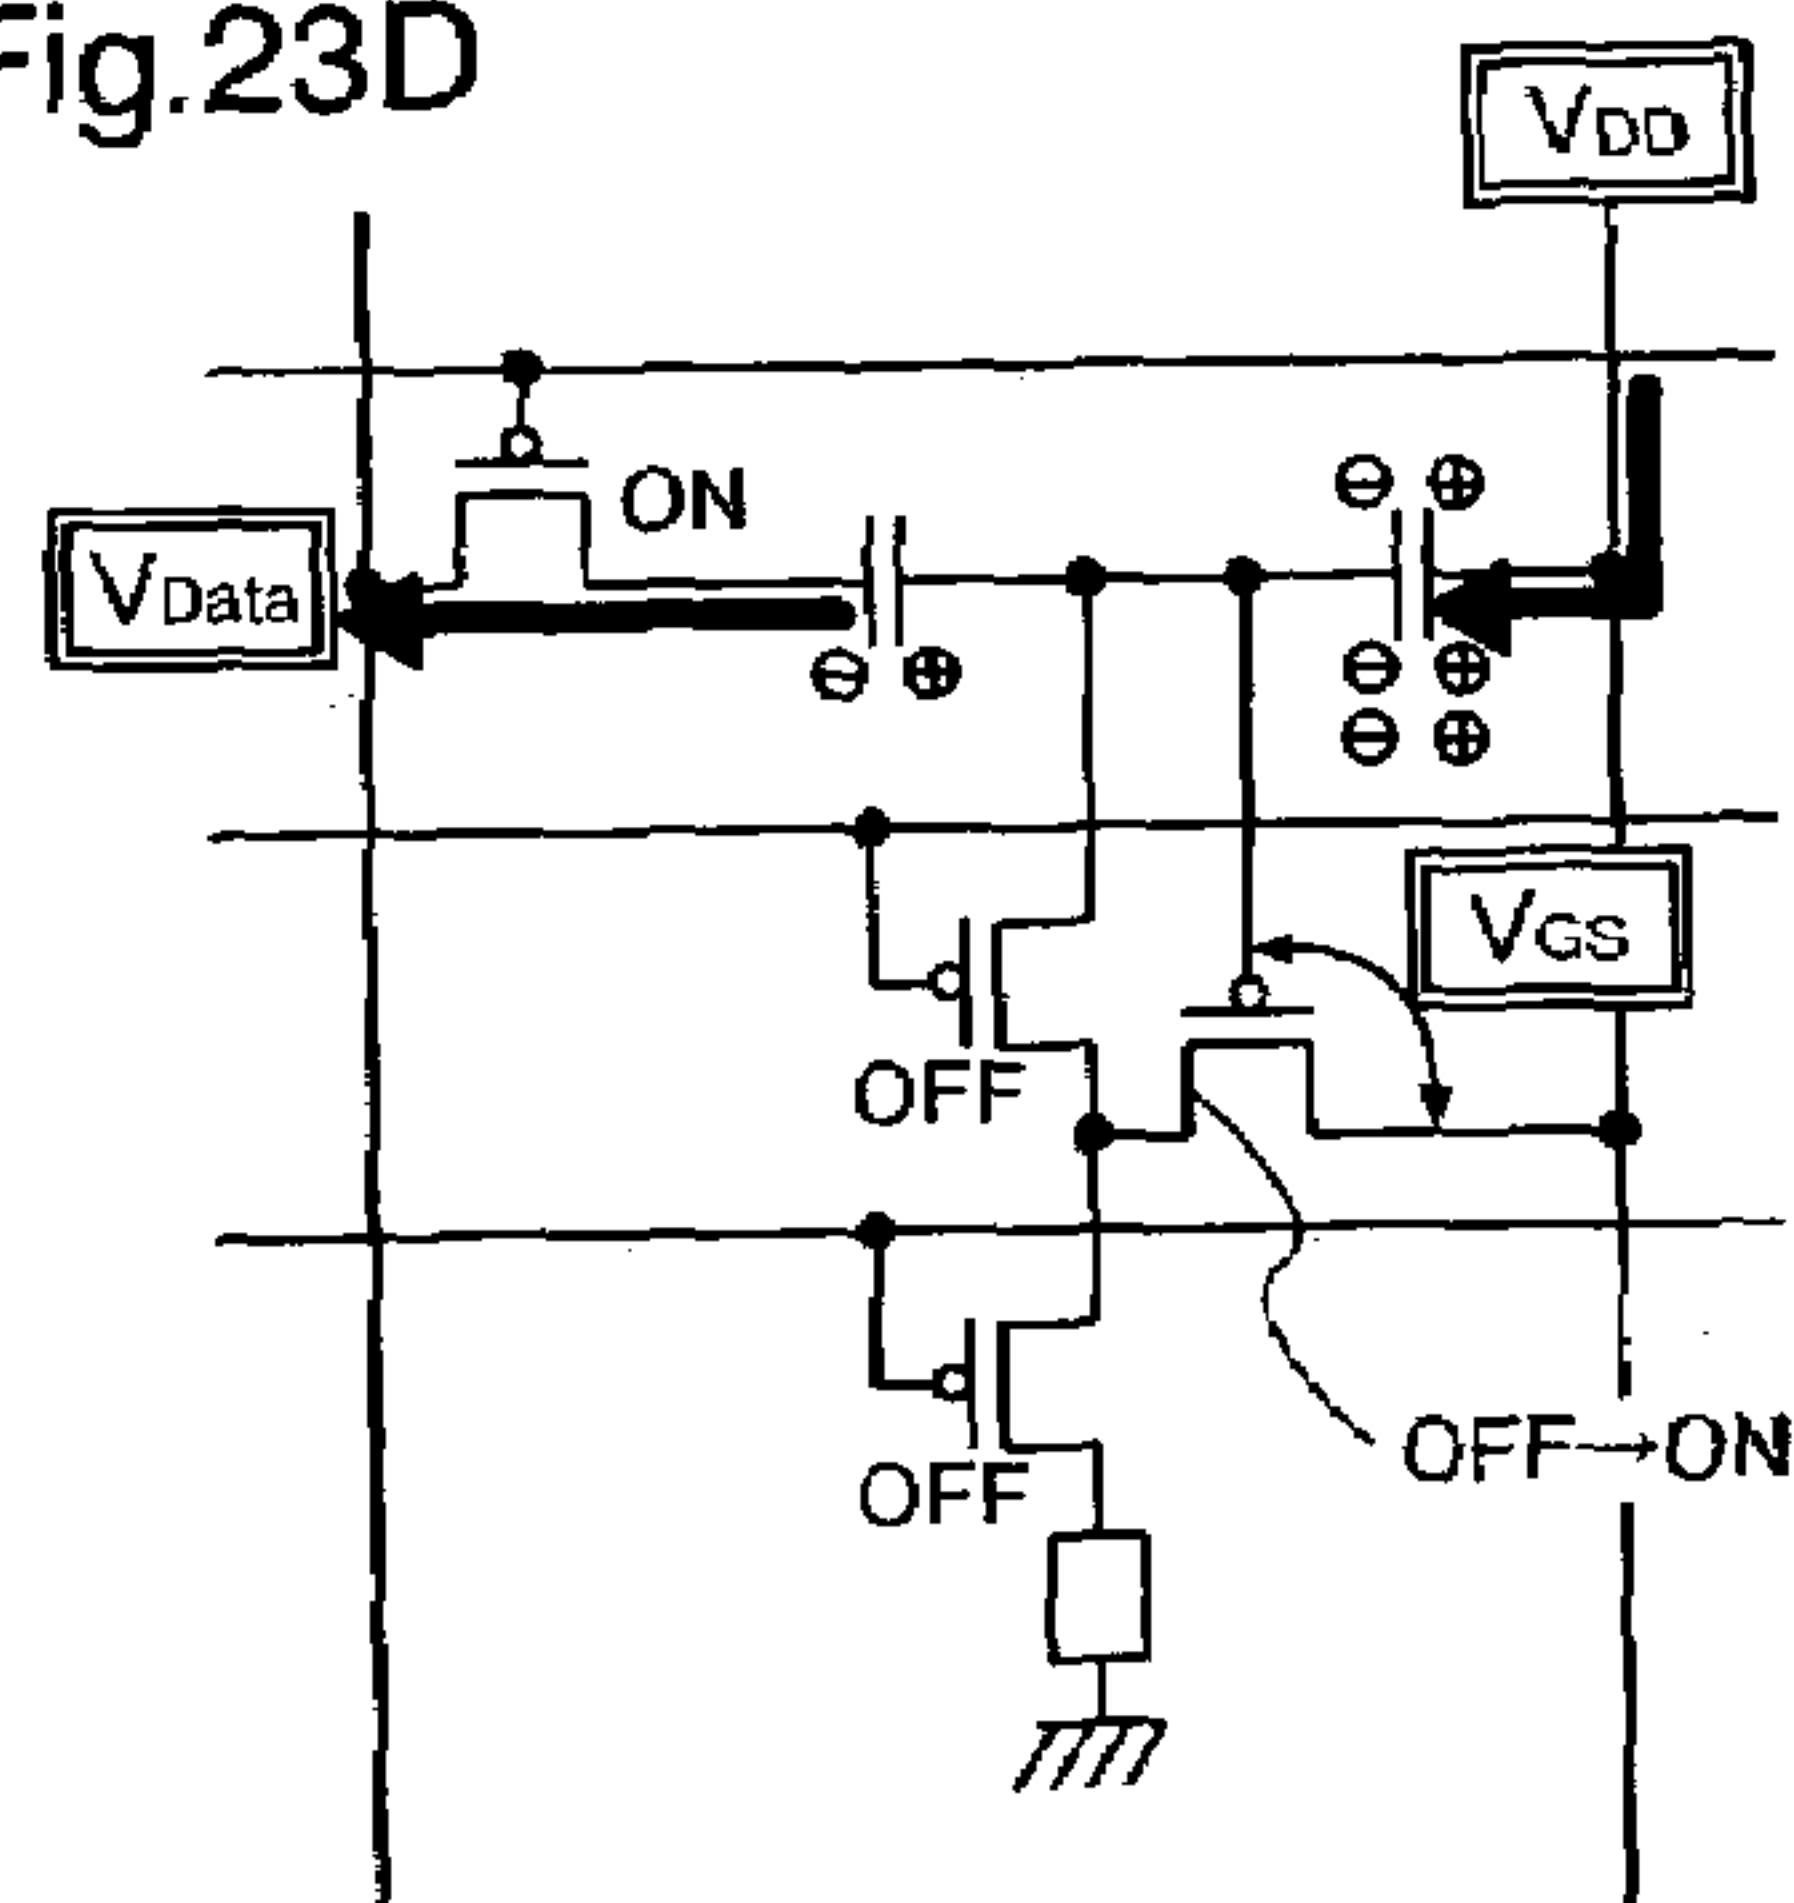 Fig.23D
VDD
ON
VData
VGS
OFF
OFF→ON
OFF